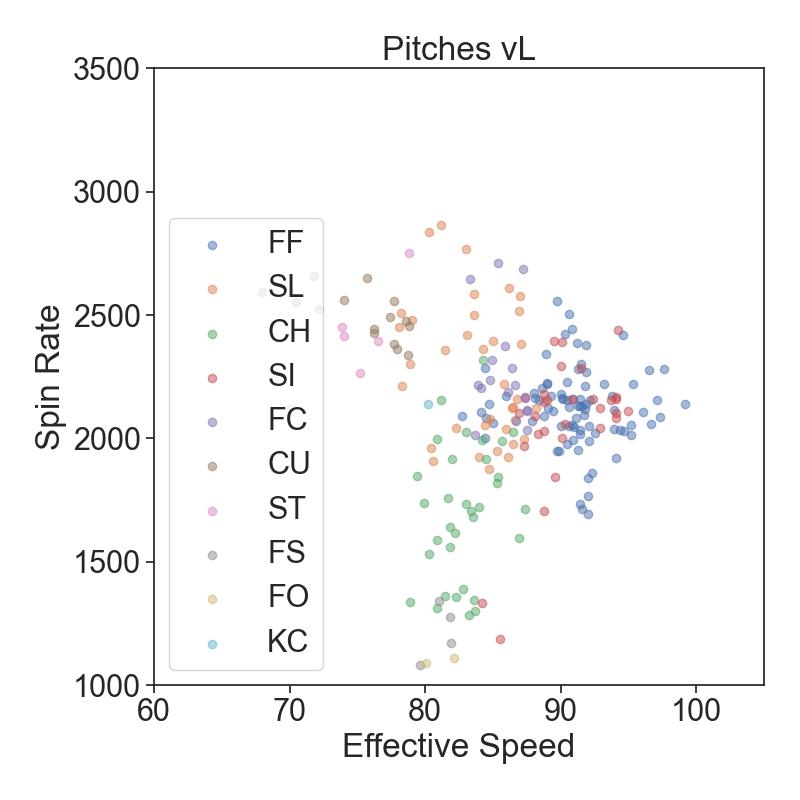 Pitches vL
3500
3000
2500
2000
1500
1000
Spin Rate
FF
SL
CH
SI
FC
CU
ST
FS
FO
KC
60 70 80 90 100
Effective Speed